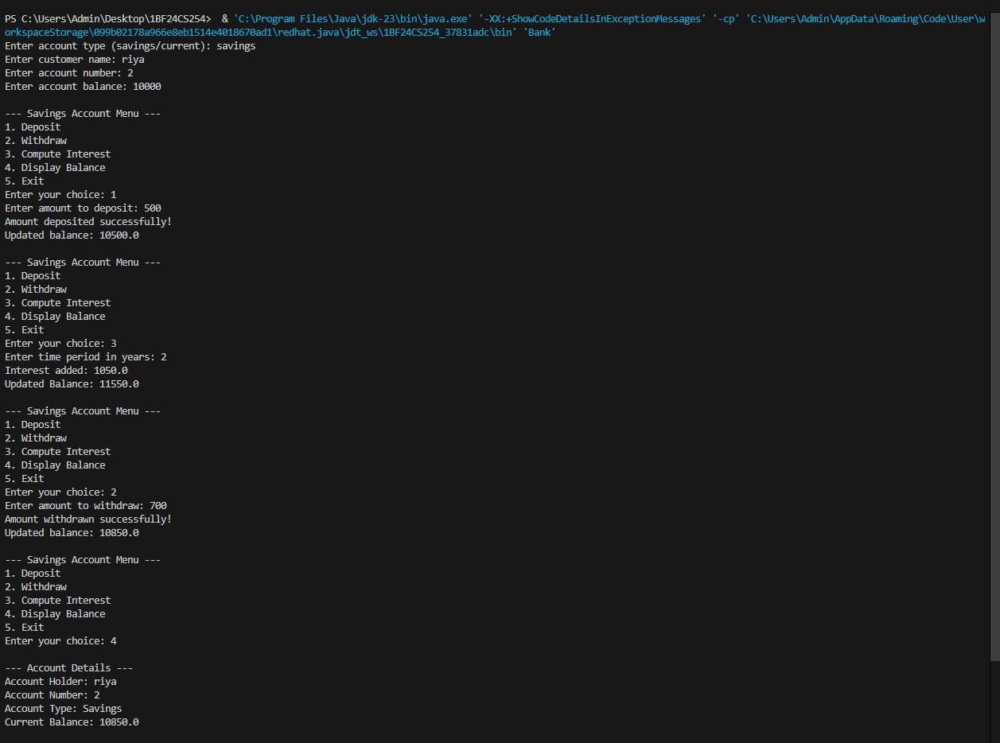 PS C:\Users\Admin\Desktop\1BF24CS254>  & 'C:\Program Files\Java\jdk-23\bin\java.exe' '-XX:+ShowCodeDetailsInExceptionMessages' '-cp' 'C:\Users\Admin\AppData\Roaming\Code\User\w
orkspaceStorage\099b02178a966e8eb1514e4018670ad1\redhat.java\jdt_ws\1BF24CS254_37831adc\bin' 'Bank'
Enter account type (savings/current): savings
Enter customer name: riya
Enter account number: 2
Enter account balance: 10000

--- Savings Account Menu ---
1. Deposit
2. Withdraw
3. Compute Interest
4. Display Balance
5. Exit
Enter your choice: 1
Enter amount to deposit: 500
Amount deposited successfully!
Updated balance: 10500.0

--- Savings Account Menu ---
1. Deposit
2. Withdraw
3. Compute Interest
4. Display Balance
5. Exit
Enter your choice: 3
Enter time period in years: 2
Interest added: 1050.0
Updated Balance: 11550.0

--- Savings Account Menu ---
1. Deposit
2. Withdraw
3. Compute Interest
4. Display Balance
5. Exit
Enter your choice: 2
Enter amount to withdraw: 700
Amount withdrawn successfully!
Updated balance: 10850.0

--- Savings Account Menu ---
1. Deposit
2. Withdraw
3. Compute Interest
4. Display Balance
5. Exit
Enter your choice: 4

--- Account Details ---
Account Holder: riya
Account Number: 2
Account Type: Savings
Current Balance: 10850.0